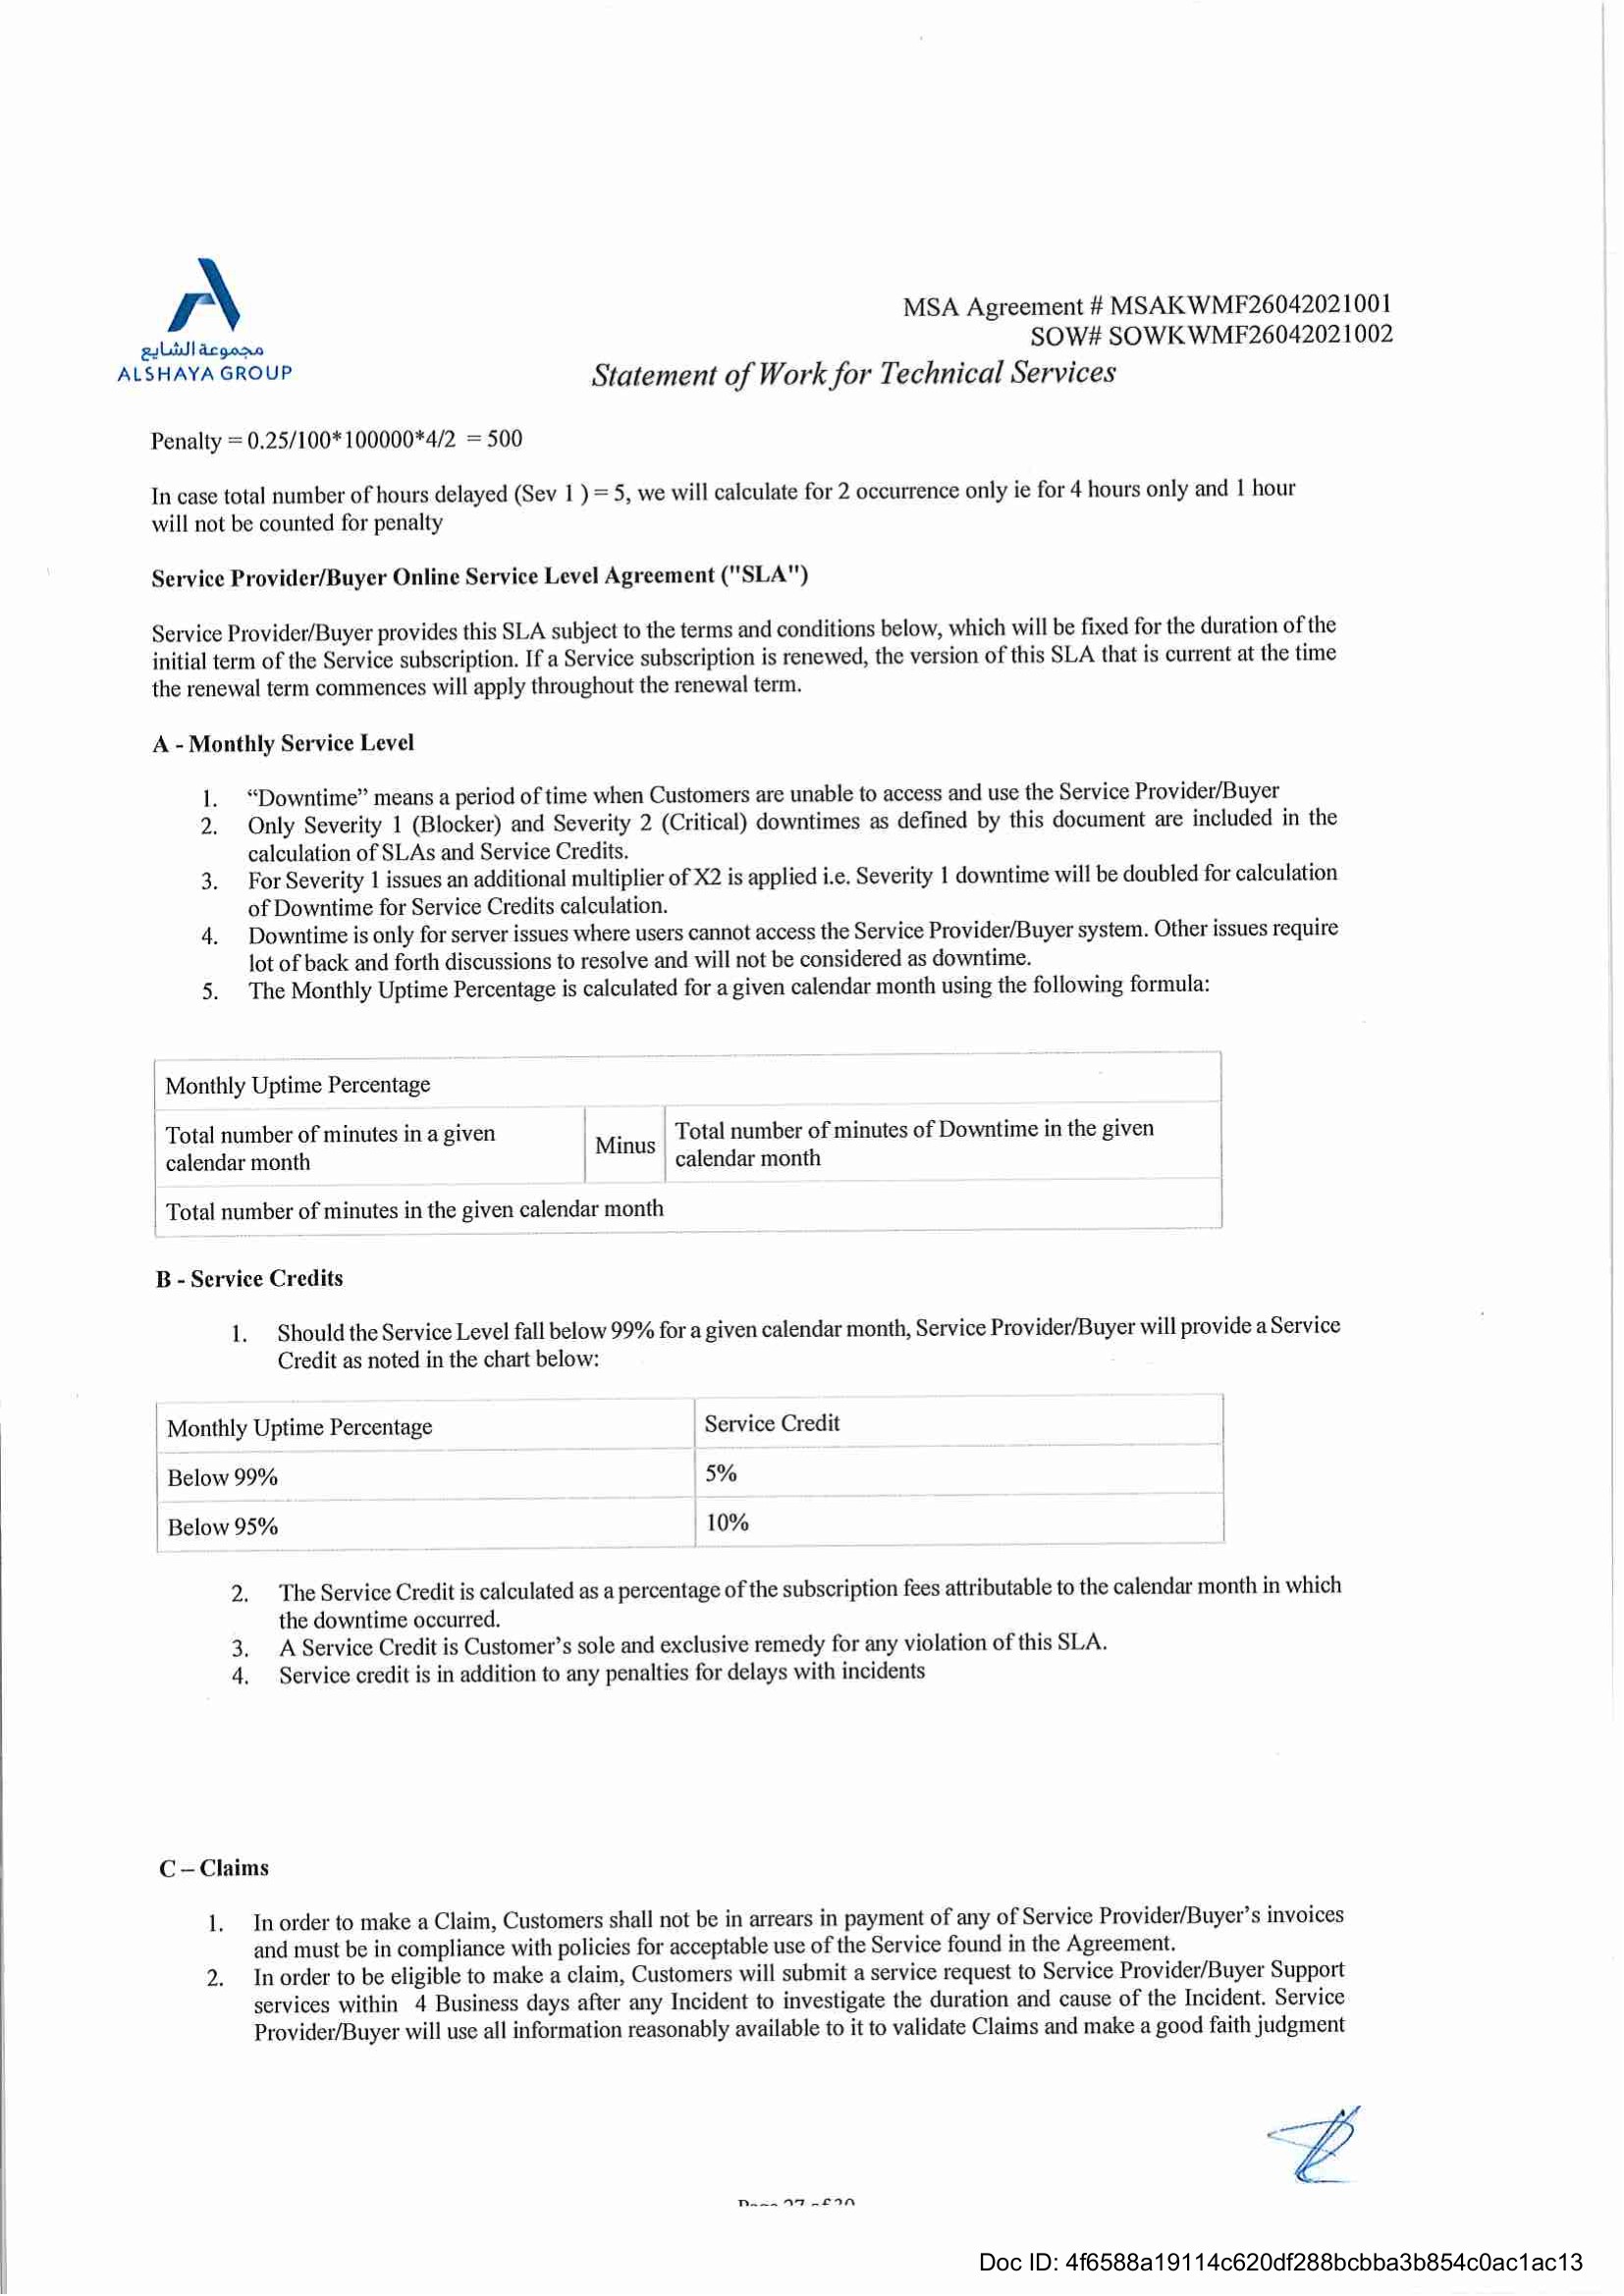 مجموعة الشايع
ALSHAYA GROUP
MSA Agreement # MSAKWMF26042021001
SOW# SOWKWMF26042021002
Statement of Work for Technical Services
Penalty = 0.25/100*100000*4/2 = 500
In case total number of hours delayed (Sev 1 ) = 5, we will calculate for 2 occurrence only ie for 4 hours only and 1 hour
will not be counted for penalty
Service Provider/Buyer Online Service Level Agreement ("SLA")
Service Provider/Buyer provides this SLA subject to the terms and conditions below, which will be fixed for the duration of the
initial term of the Service subscription. If a Service subscription is renewed, the version of this SLA that is current at the time
the renewal term commences will apply throughout the renewal term.
A - Monthly Service Level
1. “Downtime” means a period of time when Customers are unable to access and use the Service Provider/Buyer
2. Only Severity 1 (Blocker) and Severity 2 (Critical) downtimes as defined by this document are included in the
calculation of SLAs and Service Credits.
3. For Severity 1 issues an additional multiplier of X2 is applied i.e. Severity 1 downtime will be doubled for calculation
of Downtime for Service Credits calculation.
4. Downtime is only for server issues where users cannot access the Service Provider/Buyer system. Other issues require
lot of back and forth discussions to resolve and will not be considered as downtime.
5. The Monthly Uptime Percentage is calculated for a given calendar month using the following formula:
Monthly Uptime Percentage
Total number of minutes in a given
calendar month
Minus
Total number of minutes of Downtime in the given
calendar month
Total number of minutes in the given calendar month
B - Service Credits
1. Should the Service Level fall below 99% for a given calendar month, Service Provider/Buyer will provide a Service
Credit as noted in the chart below:
Monthly Uptime Percentage Service Credit
Below 99% 5%
Below 95% 10%
2. The Service Credit is calculated as a percentage of the subscription fees attributable to the calendar month in which
the downtime occurred.
3. A Service Credit is Customer’s sole and exclusive remedy for any violation of this SLA.
4. Service credit is in addition to any penalties for delays with incidents
C – Claims
1. In order to make a Claim, Customers shall not be in arrears in payment of any of Service Provider/Buyer’s invoices
and must be in compliance with policies for acceptable use of the Service found in the Agreement.
2. In order to be eligible to make a claim, Customers will submit a service request to Service Provider/Buyer Support
services within 4 Business days after any Incident to investigate the duration and cause of the Incident. Service
Provider/Buyer will use all information reasonably available to it to validate Claims and make a good faith judgment
Doc ID: 4f6588a19114c620df288bcbba3b854c0ac1ac13